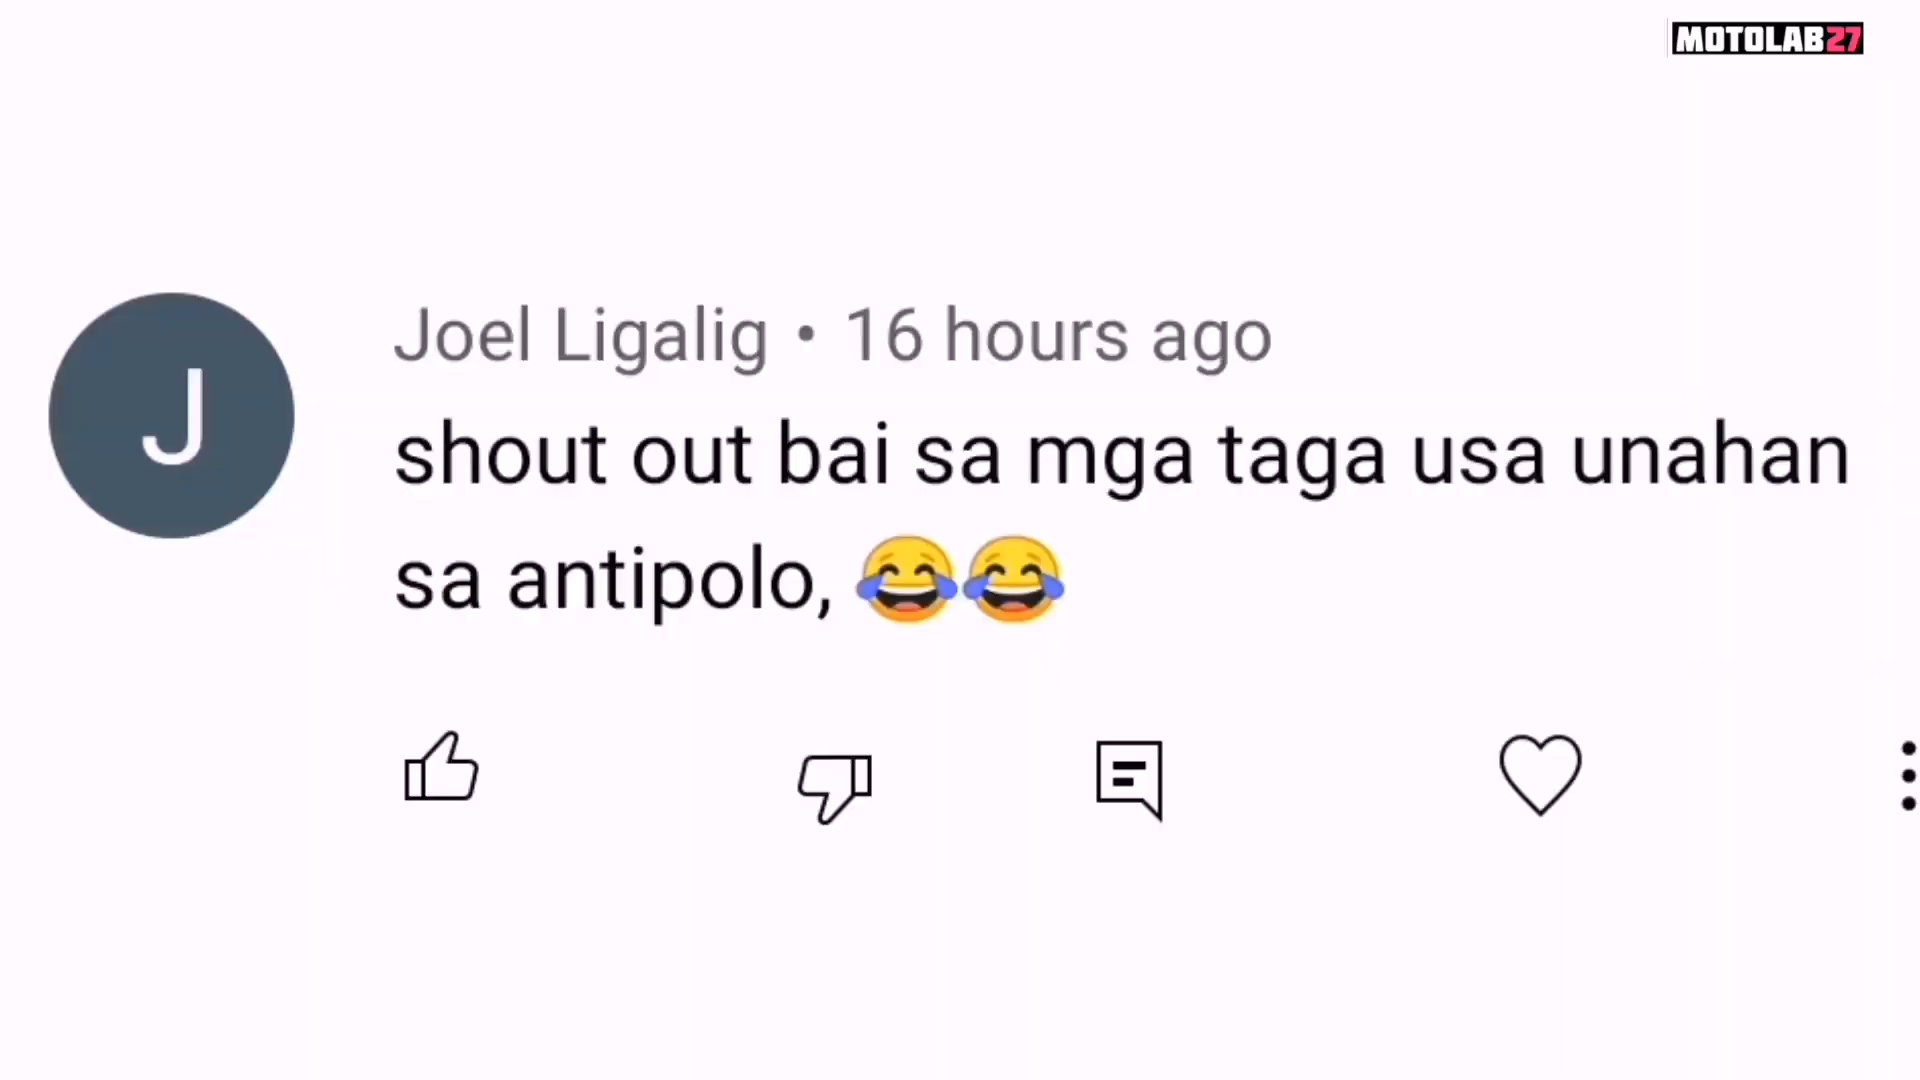 MOTOLAB27
J
Joel Ligalig • 16 hours ago
shout out bai sa mga taga usa unahan
sa antipolo, 😂😂